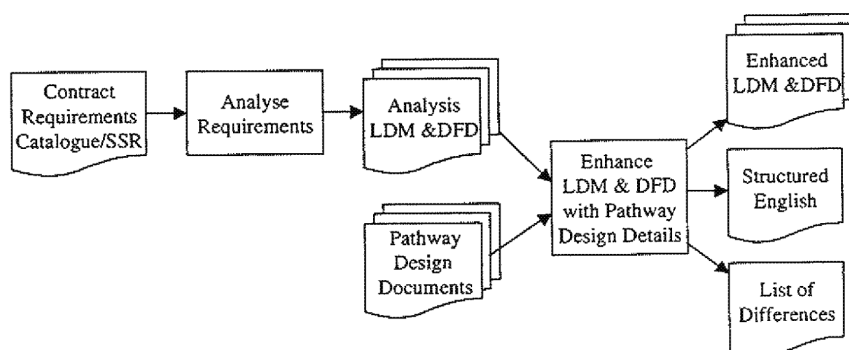 Contract
Requirements
Catalogue/SSR
Analyse
Requirements
Analysis
LDM &DFD
Pathway
Design
Documents
Enhance
LDM & DFD
with Pathway
Design Details
Enhanced
LDM &DFD
Structured
English
List of
Differences